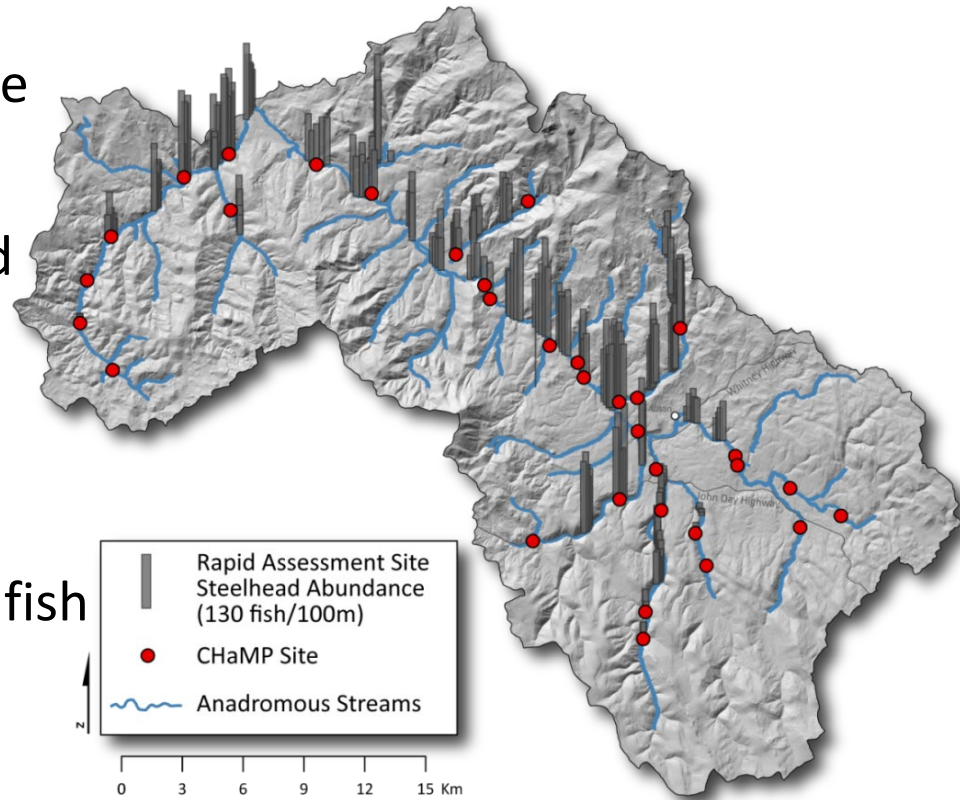 e
d
fish
Whitney Highway
Austin
John Day Highway
Rapid Assessment Site
Steelhead Abundance
(130 fish/100m)
CHaMP Site
Anadromous Streams
z
0 3 6 9 12 15 Km